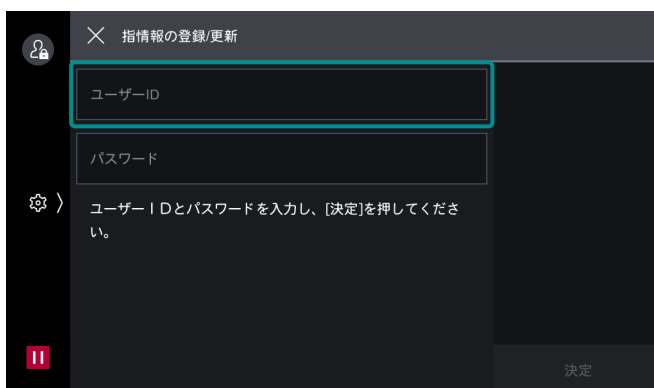 指情報の登録/更新
ユーザーID
パスワード
ユーザーIDとパスワードを入力し、[決定]を押してくださ
い。
決定